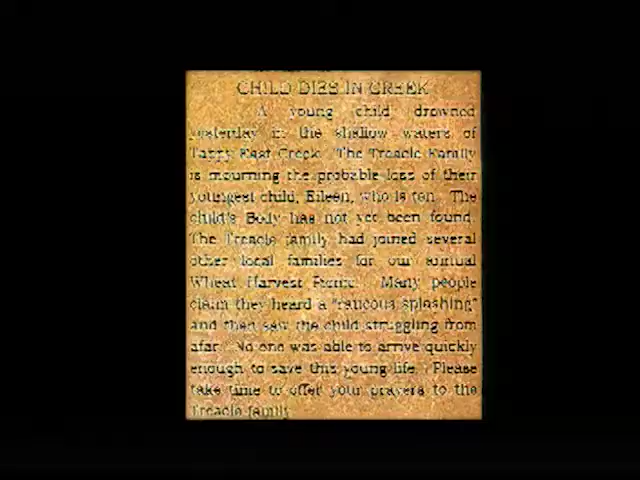 CHILD DIES IN CREEK
A young child drowned
yesterday in the shallow waters of
Tappy East Creek. The Treacle Family
is mourning the probable loss of their
youngest child, Eileen, who is ten. The
child's Body has not yet been found.
The Treacle family had joined several
other local families for our annual
Wheat Harvest Picnic. Many people
claim they heard a "raucous splashing"
and then saw the child struggling from
afar. No one was able to arrive quickly
enough to save this young life. Please
take time to offer your prayers to the
Treacle family